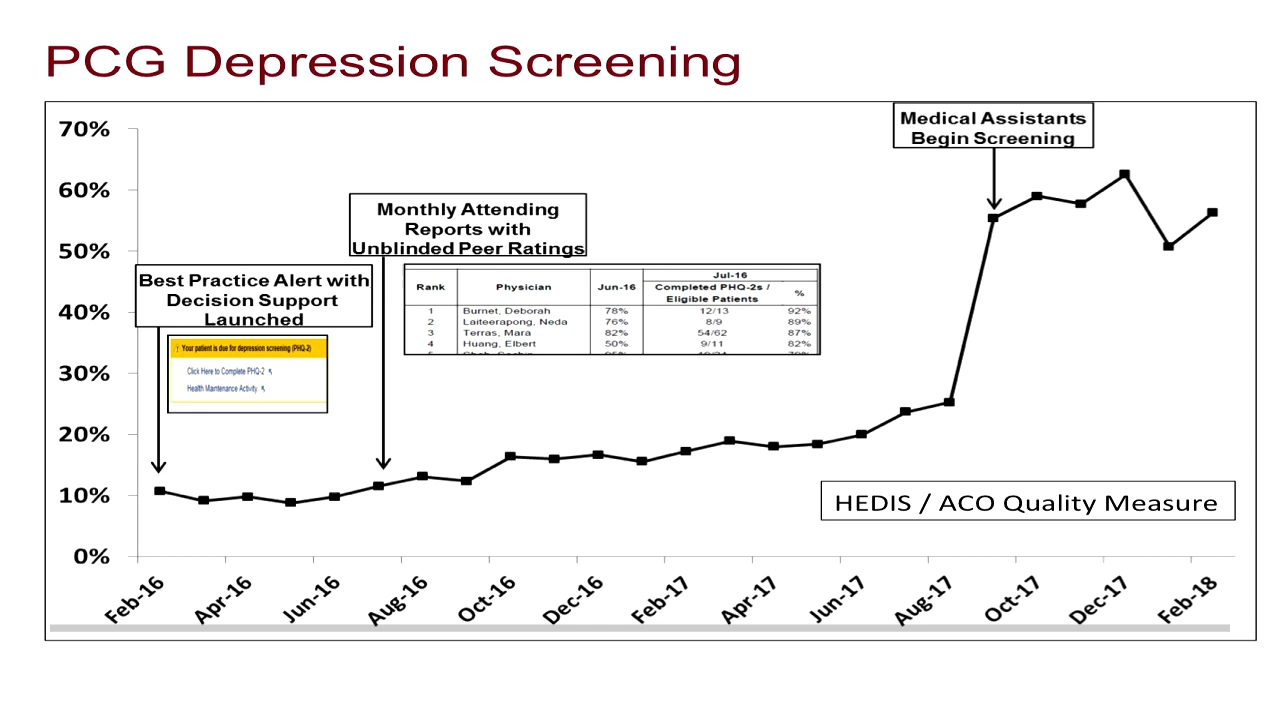 PCG Depression Screening
70%
60%
50%
40%
30%
20%
10%
0%
Medical Assistants
Begin Screening
Monthly Attending
Reports with
Unblinded Peer Ratings
Best Practice Alert with
Decision Support
Launched
Your patient is due for depression screening (PHQ-2)
Click Here to Complete PHQ-2
Health Maintenance Activity
Jul-16
Rank Physician Jun-16 Completed PHQ-2s / Eligible Patients %
1 Burnet, Deborah 78% 12/13 92%
2 Laiteerapong, Neda 76% 8/9 89%
3 Terras, Mara 82% 54/62 87%
4 Huang, Elbert 50% 9/11 82%
HEDIS / ACO Quality Measure
Feb-16 Apr-16 Jun-16 Aug-16 Oct-16 Dec-16 Feb-17 Apr-17 Jun-17 Aug-17 Oct-17 Dec-17 Feb-18